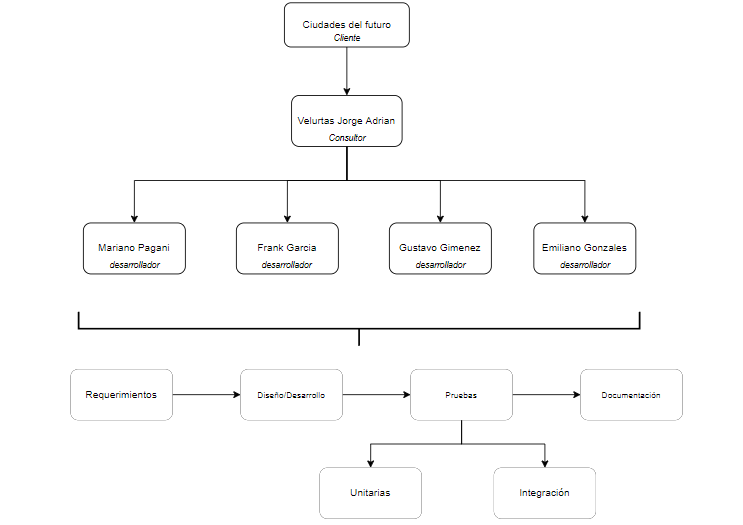 Ciudades del futuro
Cliente
Velurtas Jorge Adrian
Consultor
Mariano Pagani
desarrollador
Frank Garcia
desarrollador
Gustavo Gimenez
desarrollador
Emiliano Gonzales
desarrollador
Requerimientos
Diseño/Desarrollo
Pruebas
Documentación
Unitarias
Integración